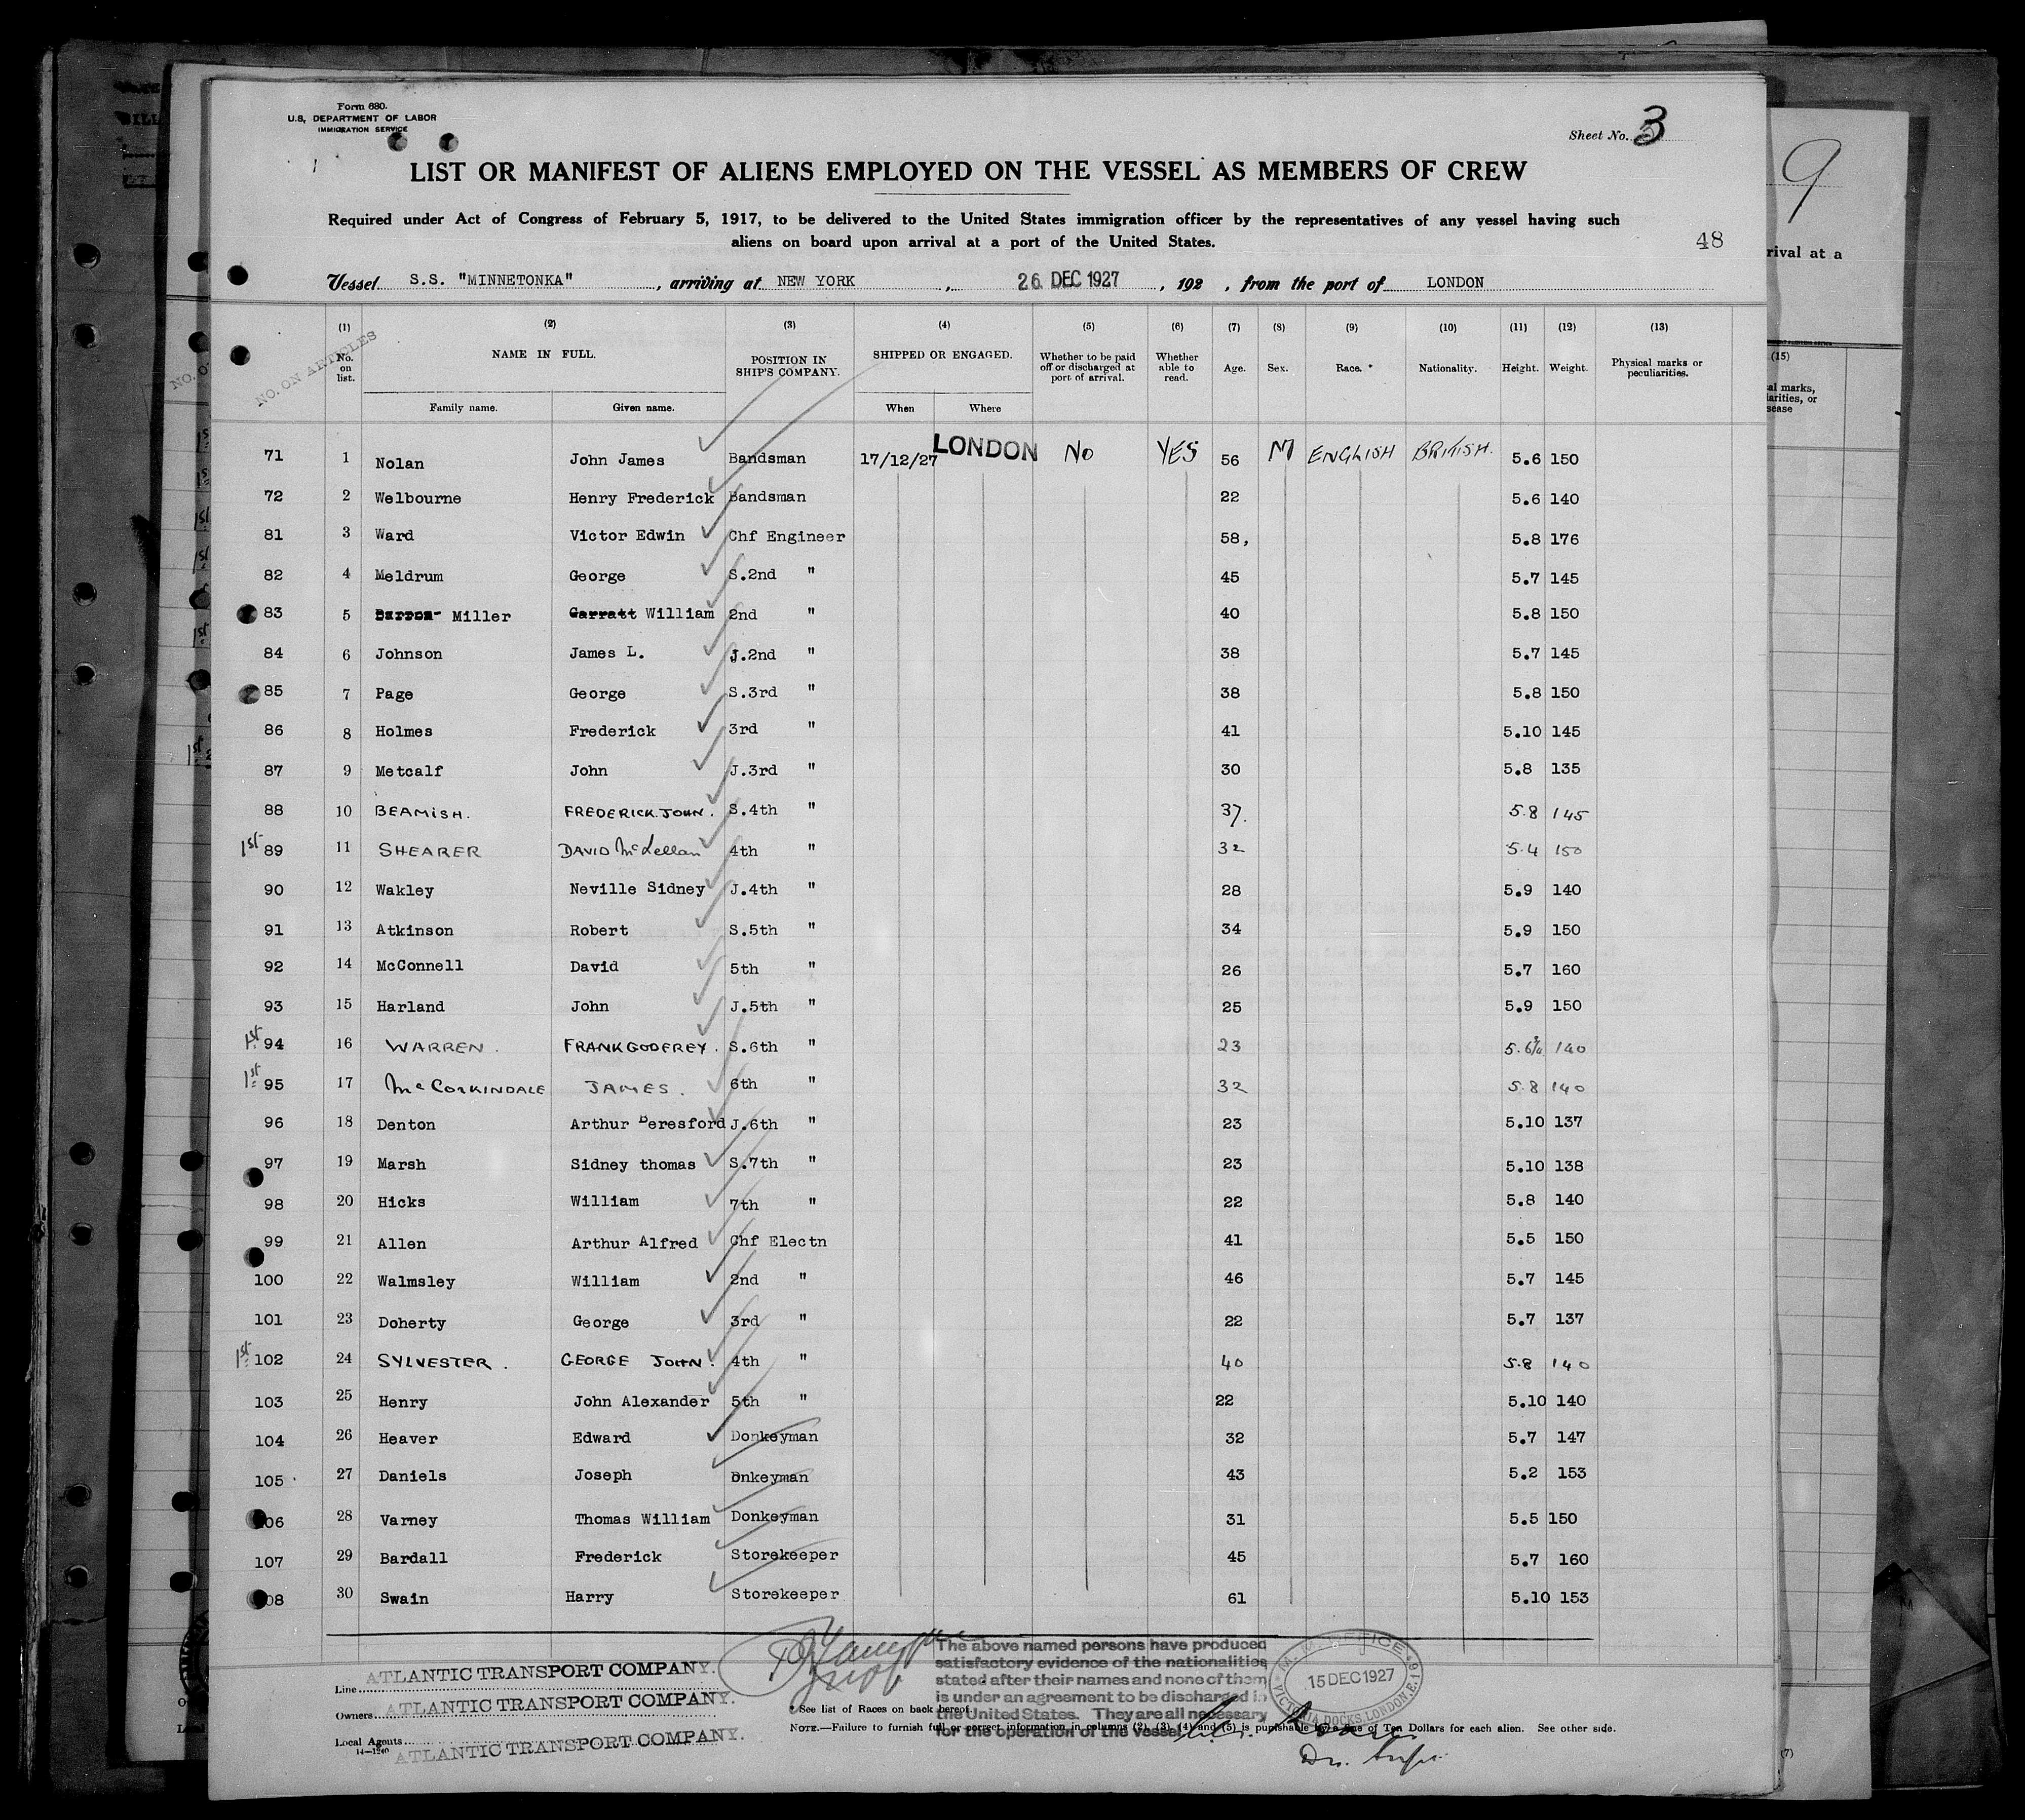 Form 680.
U.S. DEPARTMENT OF LABOR
IMMIGRATION SERVICE
Sheet No. 3
9
LIST OR MANIFEST OF ALIENS EMPLOYED ON THE VESSEL AS MEMBERS OF CREW
Required under Act of Congress of February 5, 1917, to be delivered to the United States immigration officer by the representatives of any vessel having such
aliens on board upon arrival at a port of the United States.
48
rival at a
Vessel S.S. "MINNETONKA", arriving at NEW YORK, 26 DEC 1927, 192 , from the port of LONDON
(1) (2) (3) (4) (5) (6) (7) (8) (9) (10) (11) (12) (13)
NO. ON ARTICLES
No. on list. NAME IN FULL. POSITION IN SHIP'S COMPANY. SHIPPED OR ENGAGED. Whether to be paid off or discharged at port of arrival. Whether able to read. Age. Sex. Race.* Nationality. Height. Weight. Physical marks or peculiarities.
Family name. Given name. When Where
(15)
al marks,
iarities, or
sease
71 1 Nolan John James Bandsman 17/12/27 LONDON No YES 56 M ENGLISH BRITISH. 5.6 150
72 2 Welbourne Henry Frederick Bandsman 22 5.6 140
81 3 Ward Victor Edwin Chf Engineer 58, 5.8 176
82 4 Meldrum George S.2nd " 45 5.7 145
83 5 Miller Garratt William 2nd " 40 5.8 150
84 6 Johnson James L. J.2nd " 38 5.7 145
85 7 Page George S.3rd " 38 5.8 150
86 8 Holmes Frederick 3rd " 41 5.10 145
87 9 Metcalf John J.3rd " 30 5.8 135
88 10 BEAMISH. FREDERICK JOHN. S.4th " 37. 5.8 145
1st 89 11 SHEARER DAVID McLellan 4th " 32 5.4 150
90 12 Wakley Neville Sidney J.4th " 28 5.9 140
91 13 Atkinson Robert S.5th " 34 5.9 150
92 14 McConnell David 5th " 26 5.7 160
93 15 Harland John J.5th " 25 5.9 150
1st 94 16 WARREN. FRANK GODFREY. S.6th " 23 5.6 140
1st 95 17 McCORKINDALE JAMES. 6th " 32 5.8 140
96 18 Denton Arthur Beresford J.6th " 23 5.10 137
97 19 Marsh Sidney thomas S.7th " 23 5.10 138
98 20 Hicks William 7th " 22 5.8 140
99 21 Allen Arthur Alfred Chf Electn 41 5.5 150
100 22 Walmsley William 2nd " 46 5.7 145
101 23 Doherty George 3rd " 22 5.7 137
1st 102 24 SYLVESTER. GEORGE JOHN. 4th " 40 5.8 140
103 25 Henry John Alexander 5th " 22 5.10 140
104 26 Heaver Edward Donkeyman 32 5.7 147
105 27 Daniels Joseph onkeyman 43 5.2 153
06 28 Varney Thomas William Donkeyman 31 5.5 150
107 29 Bardall Frederick Storekeeper 45 5.7 160
08 30 Swain Harry Storekeeper 61 5.10 153
Line ATLANTIC TRANSPORT COMPANY.
Owners ATLANTIC TRANSPORT COMPANY.
Local Agents ATLANTIC TRANSPORT COMPANY.
14—1240
The above named persons have produced
satisfactory evidence of the nationalities
stated after their names and none of them
is under an agreement to be discharged in
the United States. They are all necessary
for the operation of the vessel
M.M. OFFICE
15 DEC 1927
VICTORIA DOCKS, LONDON, E.16
* See list of Races on back hereof.
NOTE.—Failure to furnish full or correct information in columns (2), (3), (4) and (5) is punishable by a fine of Ten Dollars for each alien. See other side.
(7)